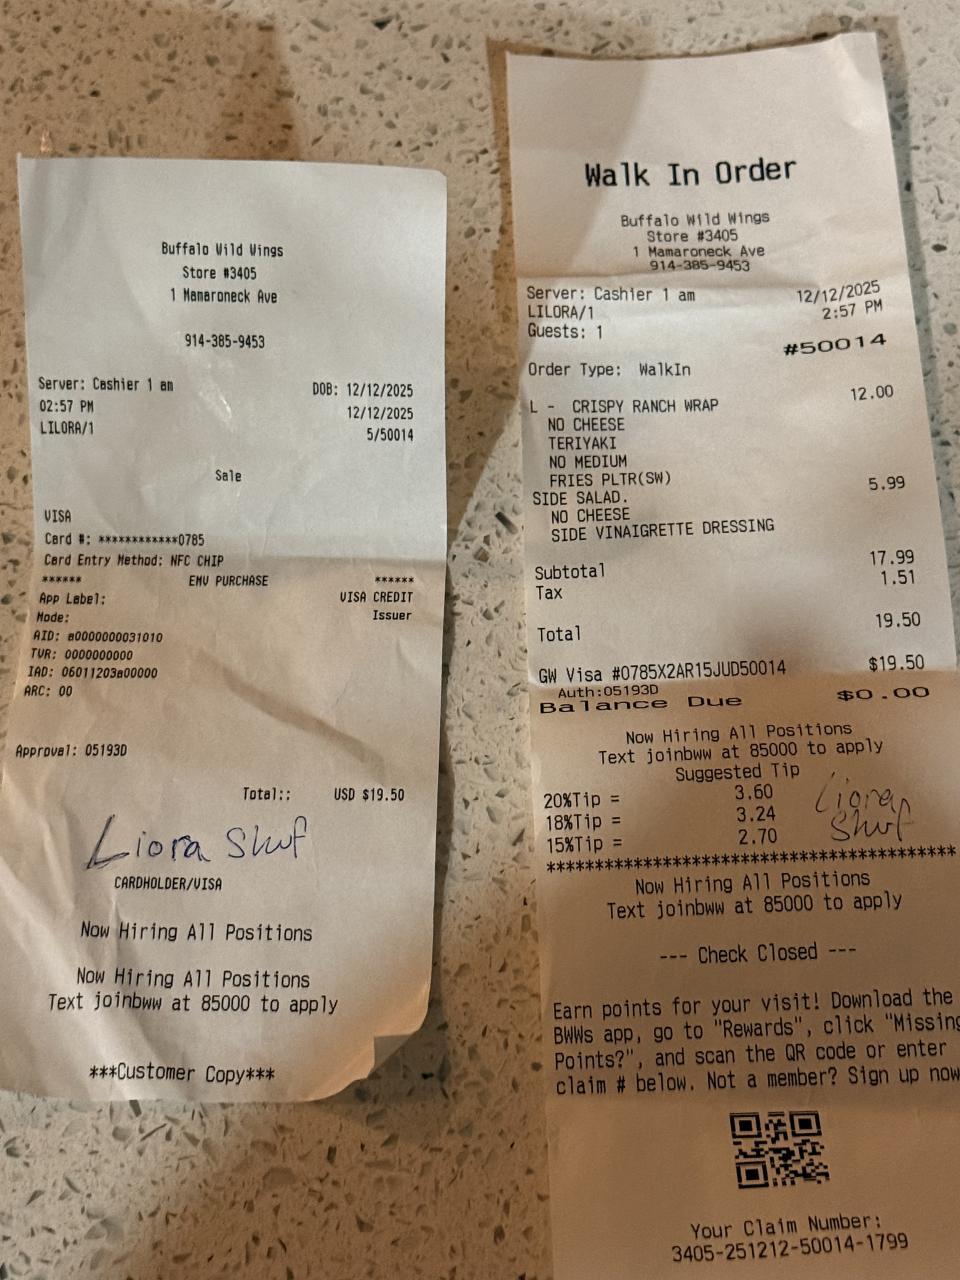 Buffalo Wild Wings
Store #3405
1 Mamaroneck Ave
914-385-9453
Server: Cashier 1 am DOB: 12/12/2025
02:57 PM 12/12/2025
LILORA/1 5/50014
Sale
VISA
Card #: ************0785
Card Entry Method: NFC CHIP
****** EMV PURCHASE ******
App Label: VISA CREDIT
Mode: Issuer
AID: a0000000031010
TVR: 0000000000
IAD: 06011203a00000
ARC: 00
Approval: 05193D
Total:: USD $19.50
Liora
CARDHOLDER/VISA
Now Hiring All Positions
Now Hiring All Positions
Text joinbww at 85000 to apply
***Customer Copy***
Walk In Order
Buffalo Wild Wings
Store #3405
1 Mamaroneck Ave
914-385-9453
Server: Cashier 1 am 12/12/2025
LILORA/1 2:57 PM
Guests: 1
#50014
Order Type: WalkIn
L - CRISPY RANCH WRAP 12.00
NO CHEESE
TERIYAKI
NO MEDIUM
FRIES PLTR(SW)
SIDE SALAD. 5.99
NO CHEESE
SIDE VINAIGRETTE DRESSING
Subtotal 17.99
Tax 1.51
Total 19.50
GW Visa #0785X2AR15JUD50014 $19.50
Auth:05193D
Balance Due $0.00
Now Hiring All Positions
Text joinbww at 85000 to apply
Suggested Tip
20%Tip = 3.60
18%Tip = 3.24
15%Tip = 2.70
Liora
****************************************
Now Hiring All Positions
Text joinbww at 85000 to apply
--- Check Closed ---
Earn points for your visit! Download the
BWWs app, go to "Rewards", click "Missing
Points?", and scan the QR code or enter
claim # below. Not a member? Sign up now
Your Claim Number:
3405-251212-50014-1799